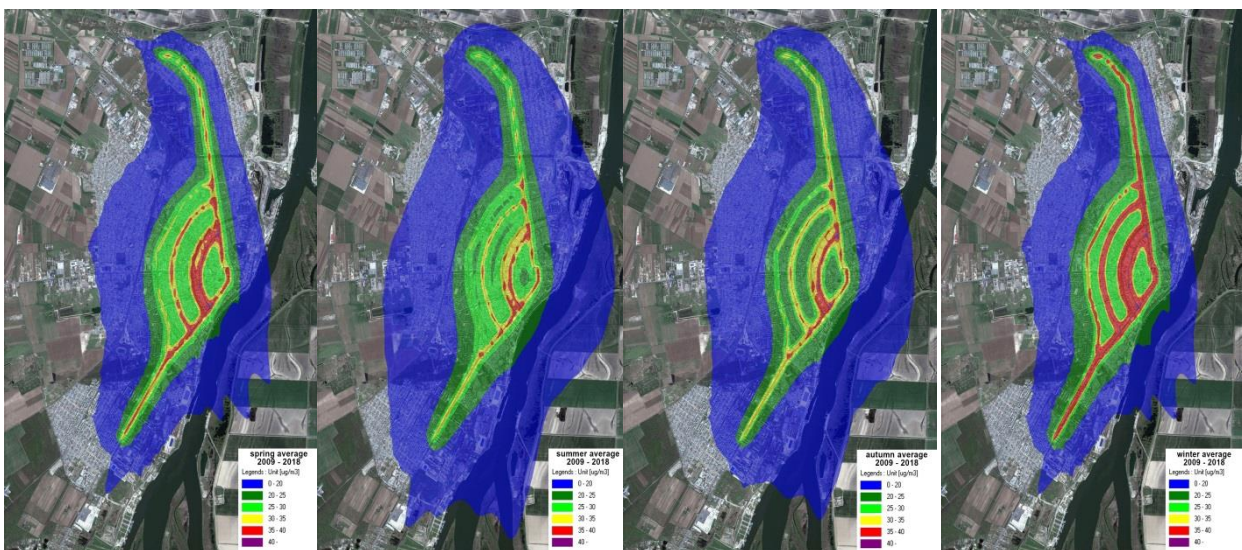 spring average
2009 - 2018
Legends : Unit [ug/m3]
0 - 20
20 - 25
25 - 30
30 - 35
35 - 40
40 -
summer average
2009 - 2018
Legends : Unit [ug/m3]
0 - 20
20 - 25
25 - 30
30 - 35
35 - 40
40 -
autumn average
2009 - 2018
Legends : Unit [ug/m3]
0 - 20
20 - 25
25 - 30
30 - 35
35 - 40
40 -
winter average
2009 - 2018
Legends : Unit [ug/m3]
0 - 20
20 - 25
25 - 30
30 - 35
35 - 40
40 -